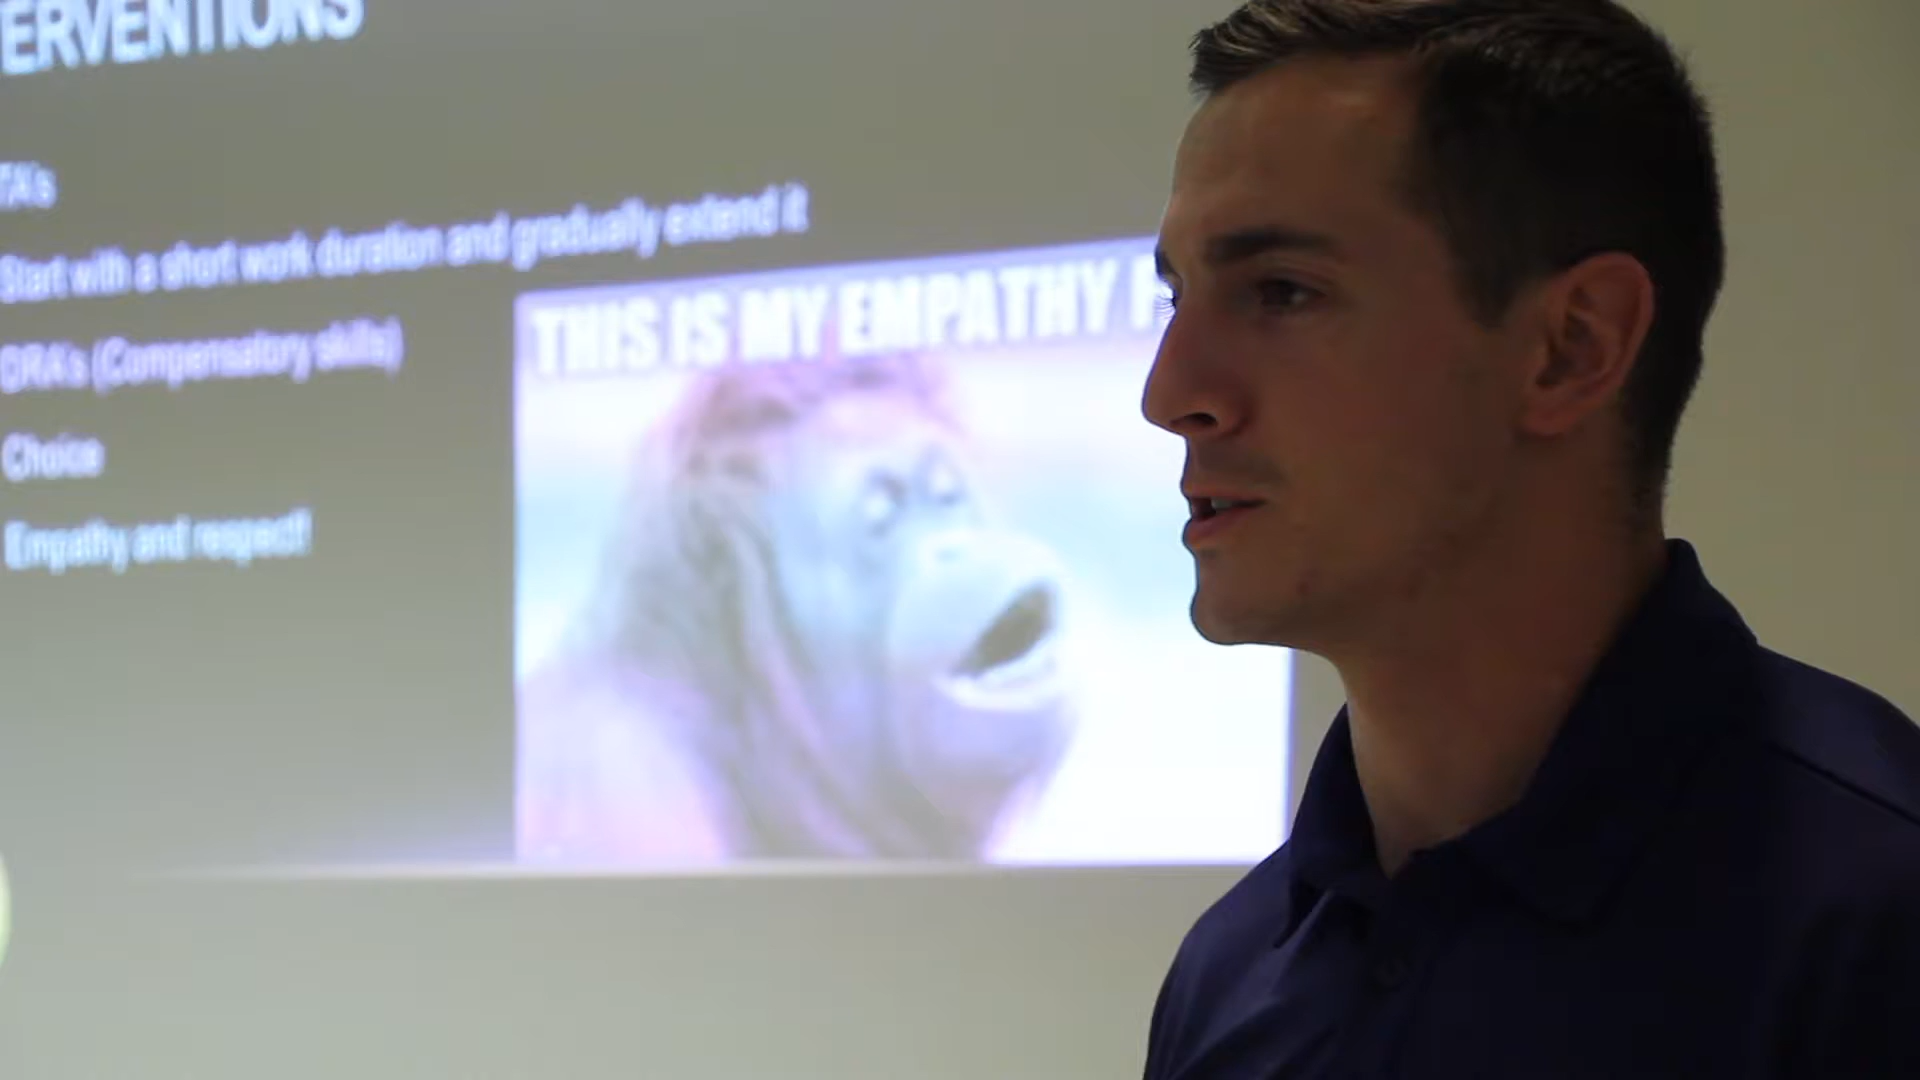 ERVENTIONS
TA's
Start with a short work duration and gradually extend it
DRA's (Compensatory skills)
Choice
Empathy and respect!
THIS IS MY EMPATHY F